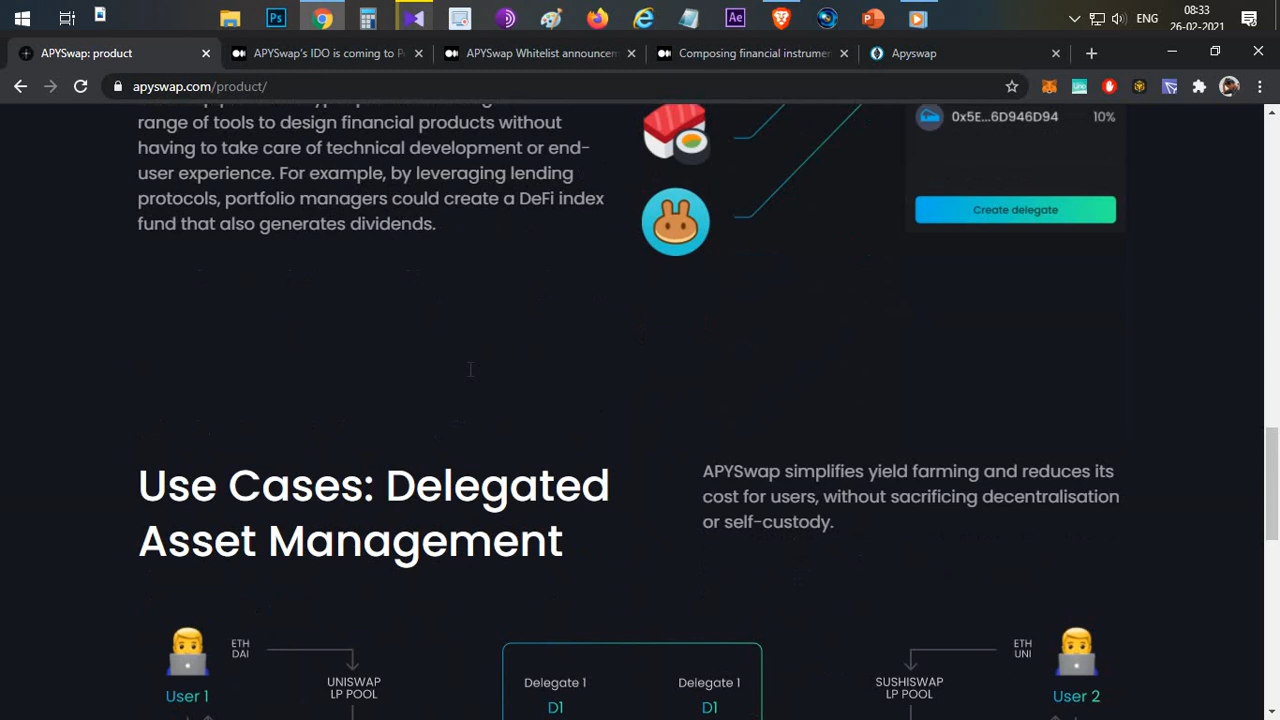 Ps
Ae
ENG
08:33
26-02-2021
APYSwap: product
APYSwap's IDO is coming to P
APYSwap Whitelist announcem
Composing financial instrumen
Apyswap
apyswap.com/product/
range of tools to design financial products without
having to take care of technical development or end-
user experience. For example, by leveraging lending
protocols, portfolio managers could create a DeFi index
fund that also generates dividends.
0x5E...6D946D94 10%
Create delegate
Use Cases: Delegated
Asset Management
APYSwap simplifies yield farming and reduces its
cost for users, without sacrificing decentralisation
or self-custody.
ETH
DAI
User 1
UNISWAP
LP POOL
Delegate 1
D1
Delegate 1
D1
SUSHISWAP
LP POOL
ETH
UNI
User 2